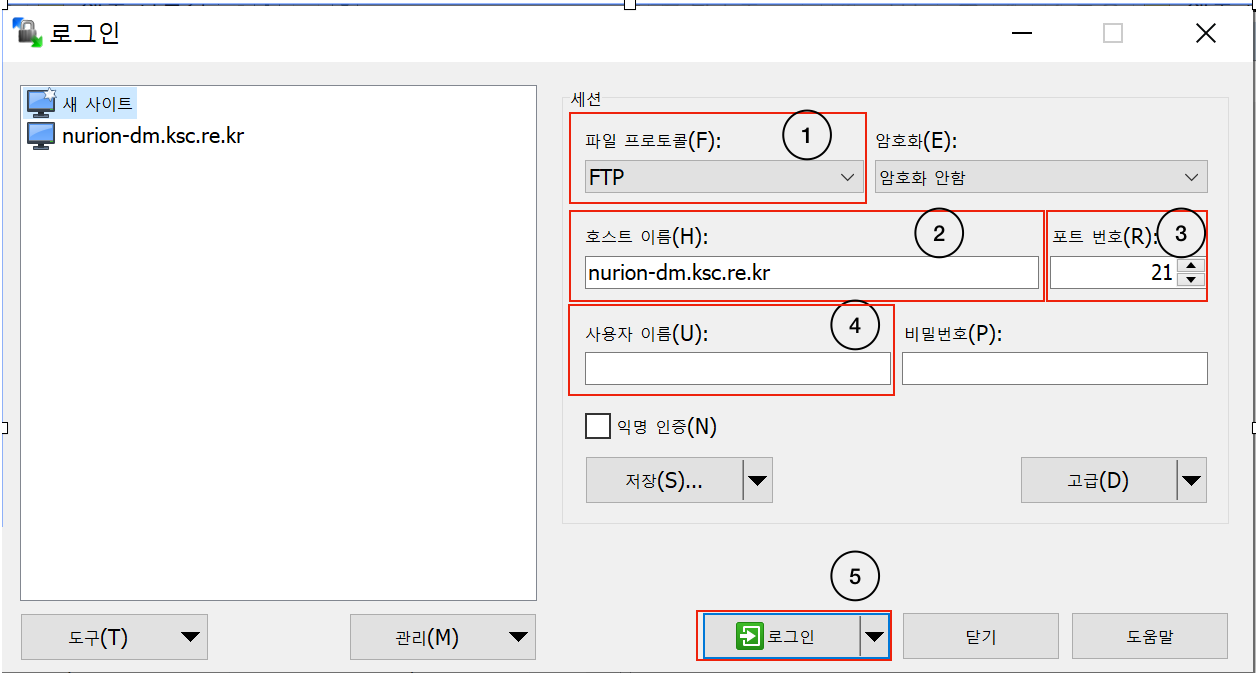 로그인
새 사이트
nurion-dm.ksc.re.kr
세션
파일 프로토콜(F): ① 암호화(E):
FTP 암호화 안함
호스트 이름(H): ② 포트 번호(R): ③
nurion-dm.ksc.re.kr 21
사용자 이름(U): ④ 비밀번호(P):
익명 인증(N)
저장(S)... 고급(D)
⑤
도구(T) 관리(M) 로그인 닫기 도움말